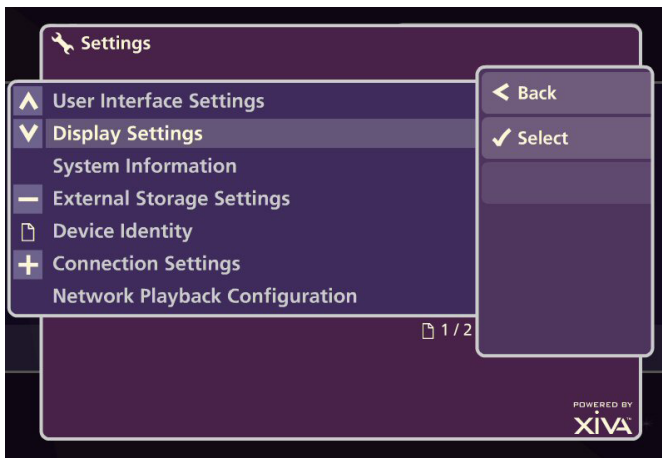 Settings
User Interface Settings
Display Settings
System Information
External Storage Settings
Device Identity
Connection Settings
Network Playback Configuration
Back
Select
1 / 2
POWERED BY
XiVA™